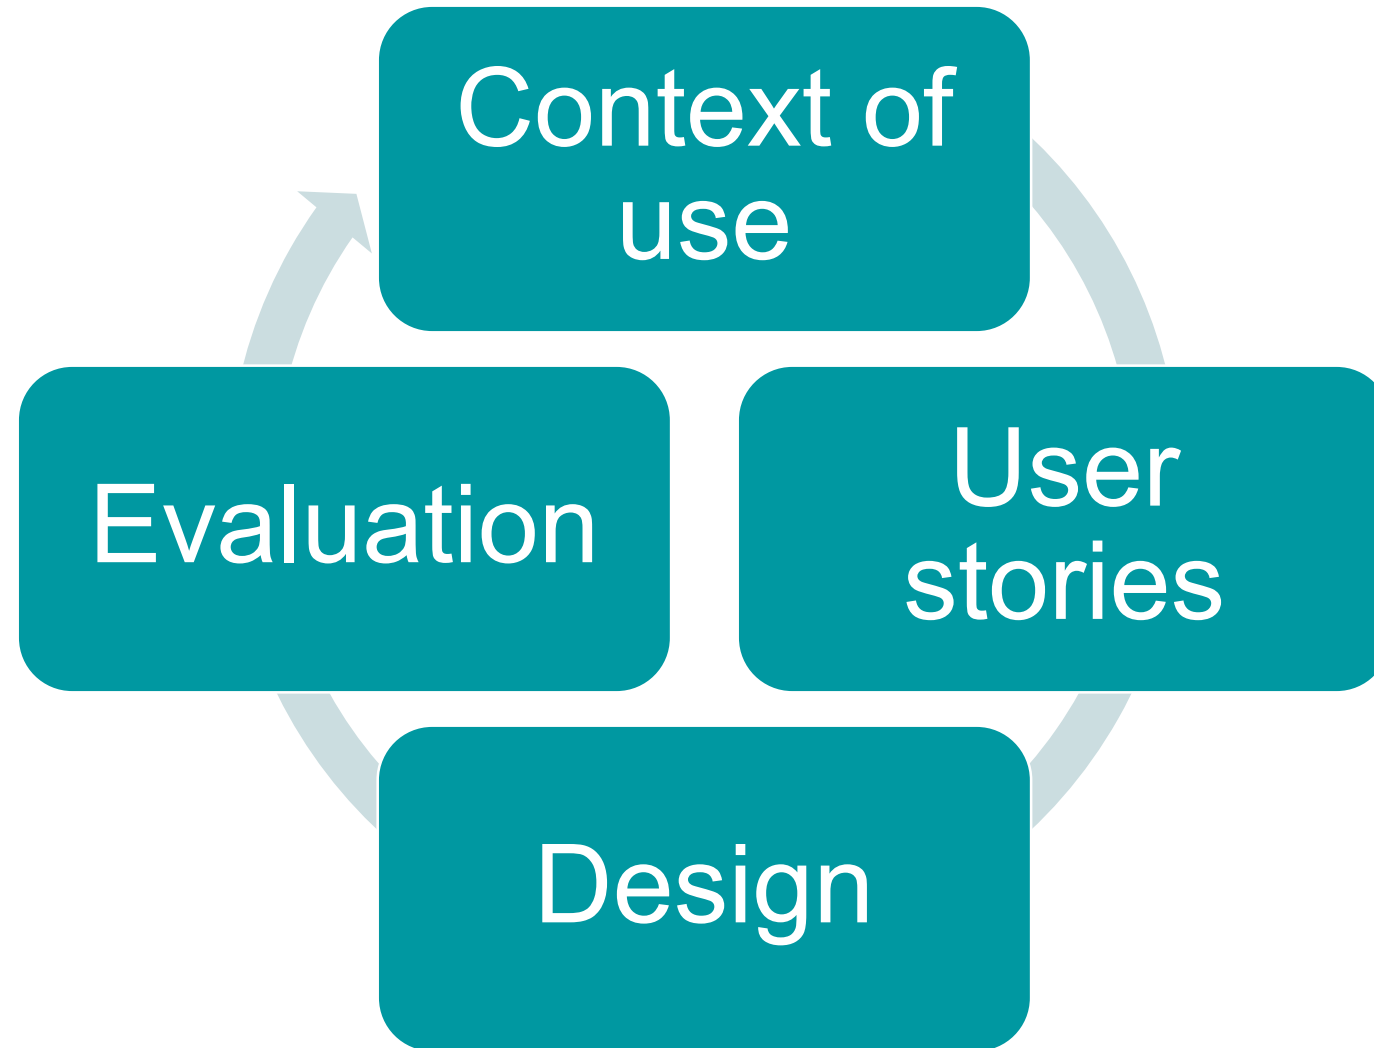 Context of
use
User
stories
Design
Evaluation